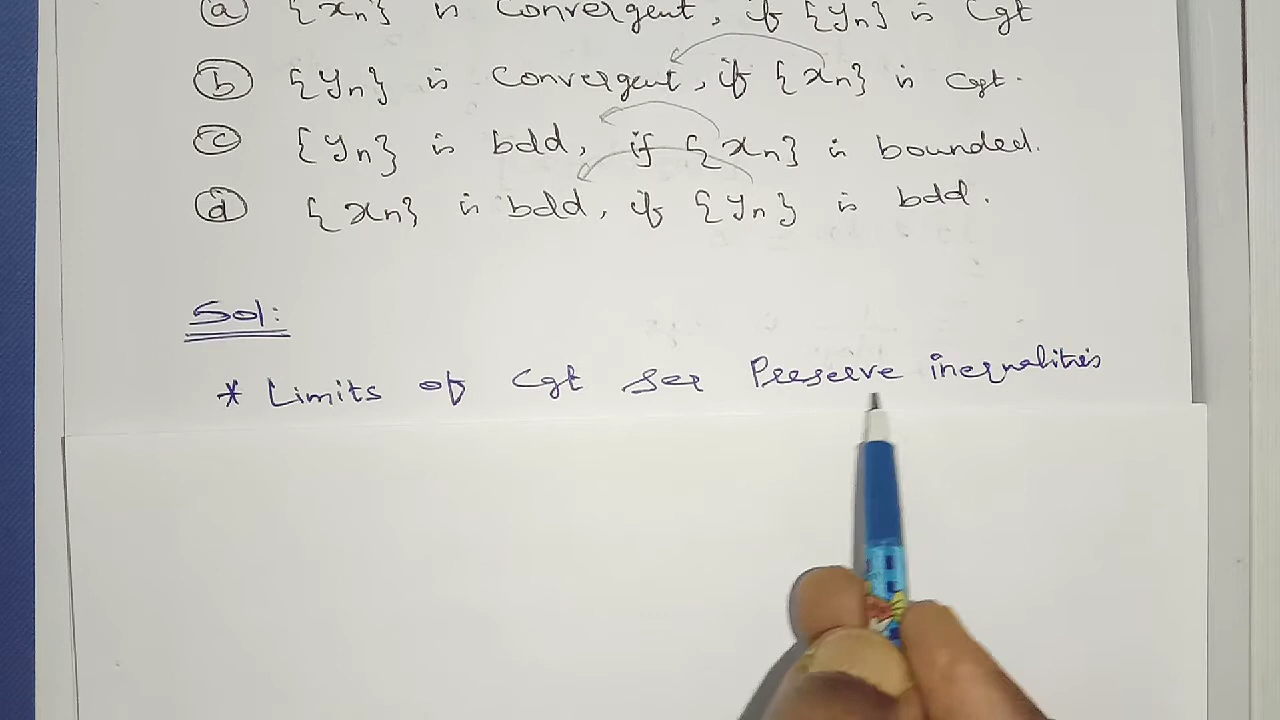 (a) {xn} is Convergent, if {yn} is Cgt
(b) {yn} is Convergent, if {xn} is Cgt.
(c) {yn} is bdd, if {xn} is bounded.
(d) {xn} is bdd, if {yn} is bdd.
Sol:
* Limits of Cgt Seq Preserve inequalities